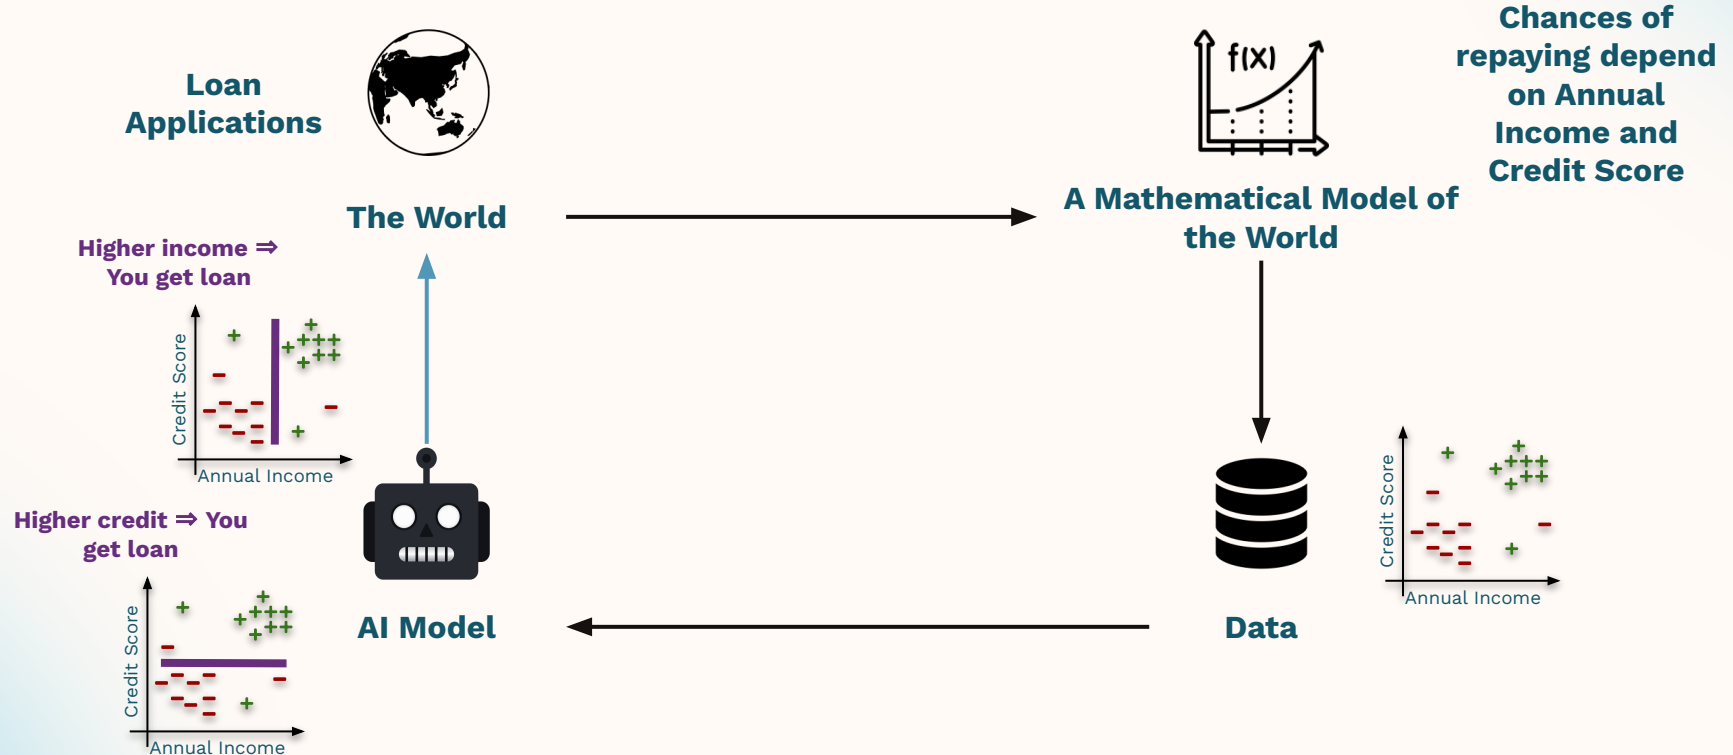 Loan
Applications
The World
f(x)
A Mathematical Model of
the World
Chances of
repaying depend
on Annual
Income and
Credit Score
Higher income ⇒
You get loan
Credit Score
Annual Income
Higher credit ⇒ You
get loan
Credit Score
Annual Income
AI Model
Data
Credit Score
Annual Income